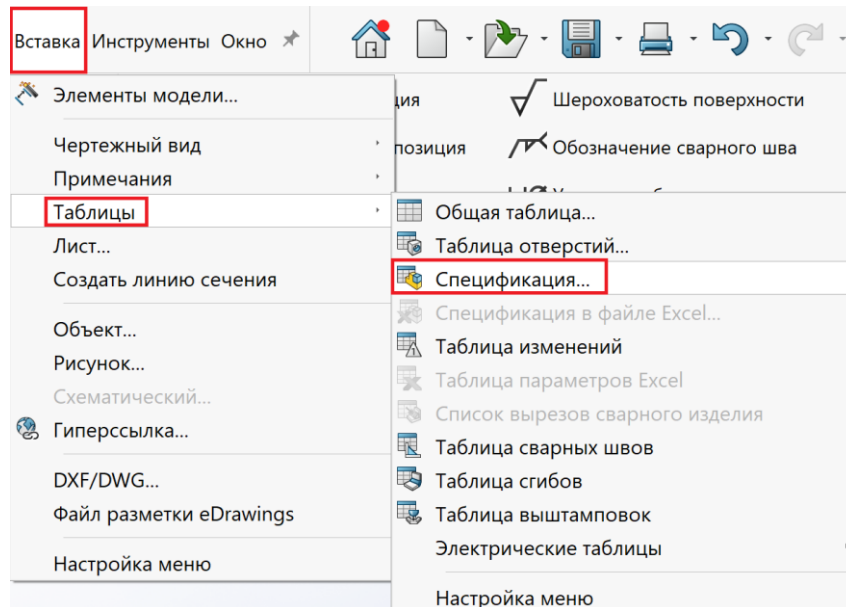 Вставка Инструменты Окно
Элементы модели...
ция
Шероховатость поверхности
Чертежный вид
позиция
Обозначение сварного шва
Примечания
Таблицы
Общая таблица...
Лист...
Таблица отверстий...
Создать линию сечения
Спецификация...
Спецификация в файле Excel...
Объект...
Таблица изменений
Рисунок...
Таблица параметров Excel
Схематический...
Список вырезов сварного изделия
Гиперссылка...
Таблица сварных швов
DXF/DWG...
Таблица сгибов
Файл разметки eDrawings
Таблица выштамповок
Электрические таблицы
Настройка меню
Настройка меню